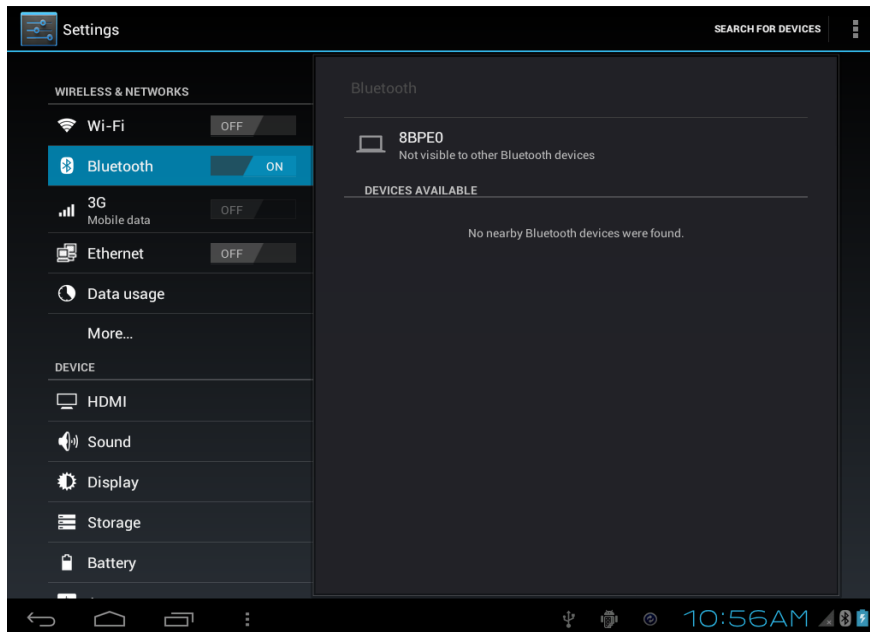 Settings
SEARCH FOR DEVICES
WIRELESS & NETWORKS
Wi-Fi OFF
Bluetooth ON
3G OFF
Mobile data
Ethernet OFF
Data usage
More...
DEVICE
HDMI
Sound
Display
Storage
Battery
Bluetooth
8BPE0
Not visible to other Bluetooth devices
DEVICES AVAILABLE
No nearby Bluetooth devices were found.
10:56AM